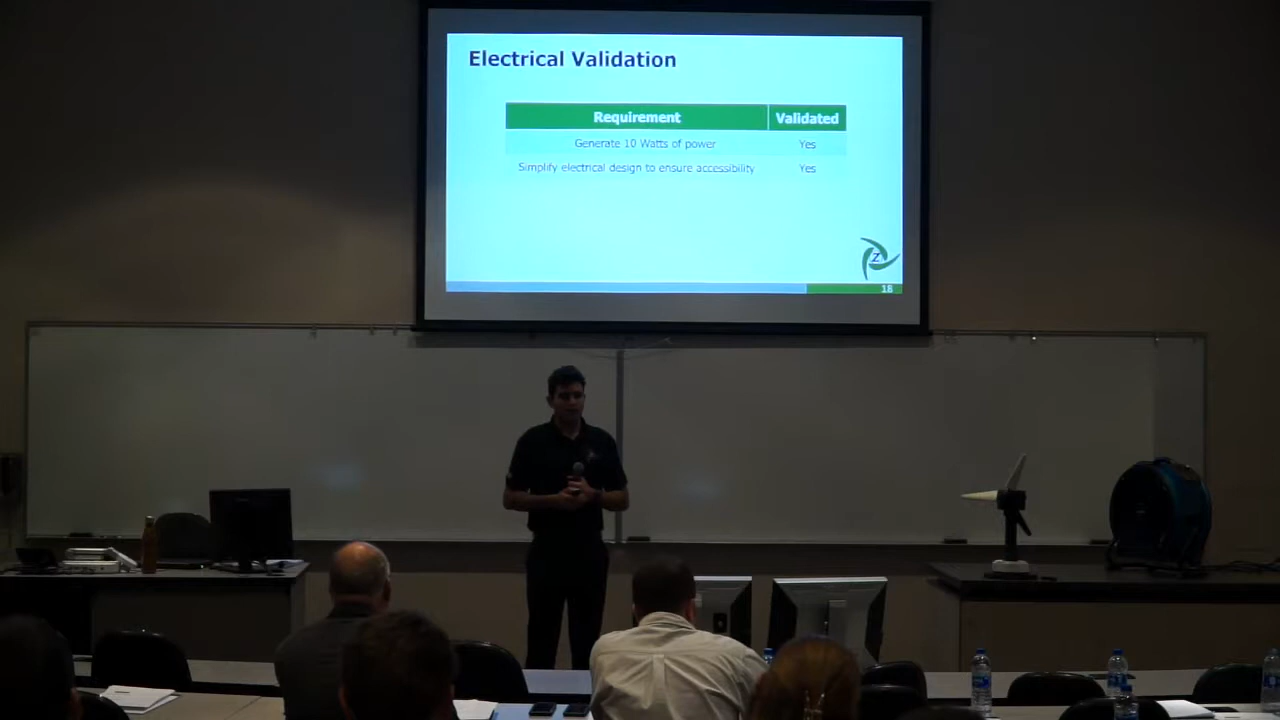 Electrical Validation
Requirement Validated
Generate 10 Watts of power Yes
Simplify electrical design to ensure accessibility Yes
Z
18